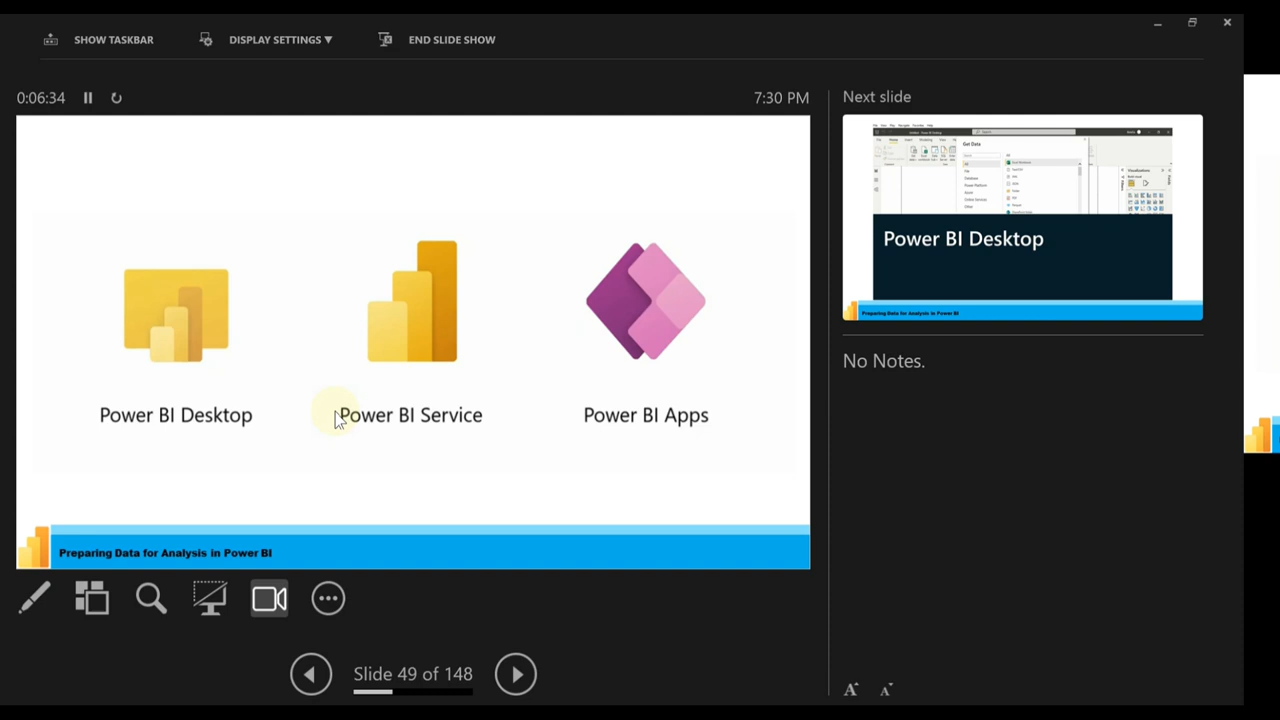 SHOW TASKBAR
DISPLAY SETTINGS ▼
END SLIDE SHOW
0:06:34
7:30 PM
Next slide
Get Data
Power BI Desktop
Preparing Data for Analysis in Power BI
No Notes.
Power BI Desktop
Power BI Service
Power BI Apps
Preparing Data for Analysis in Power BI
Slide 49 of 148
A
A